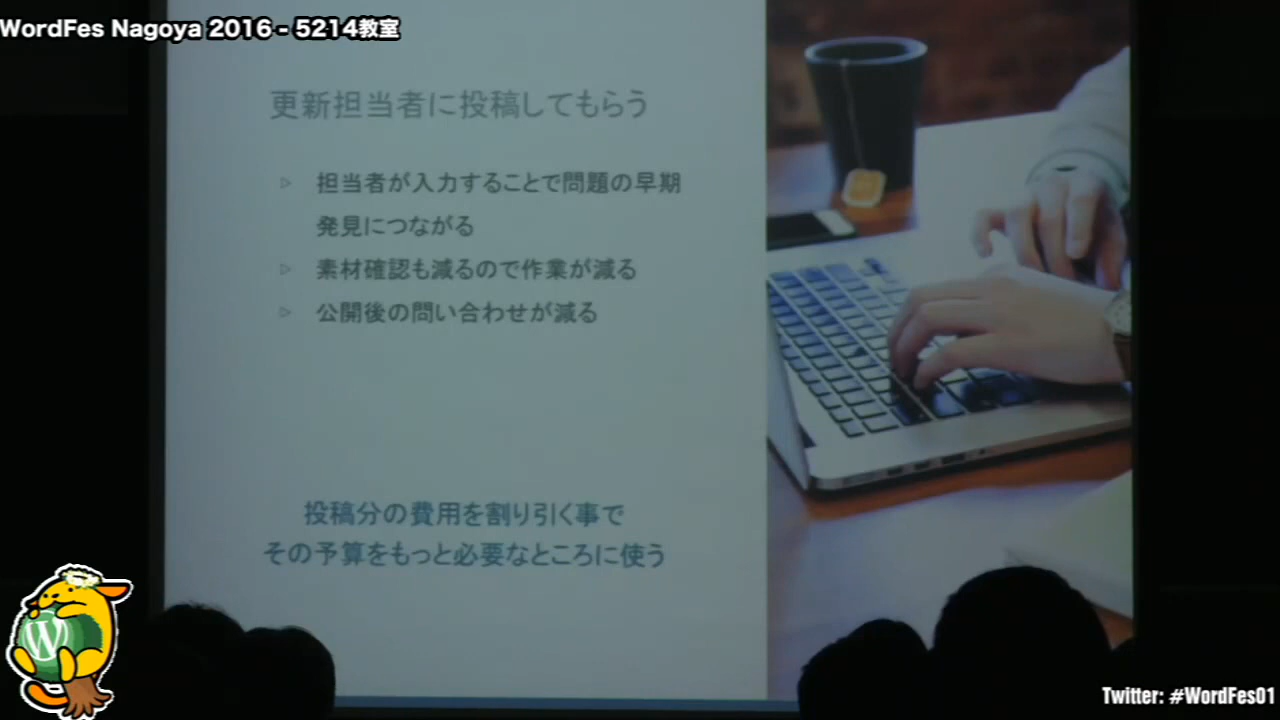 WordFes Nagoya 2016 - 5214教室
更新担当者に投稿してもらう
▷ 担当者が入力することで問題の早期
発見につながる
▷ 素材確認も減るので作業が減る
▷ 公開後の問い合わせが減る
投稿分の費用を割り引く事で
その予算をもっと必要なところに使う
W
Twitter: #WordFes01